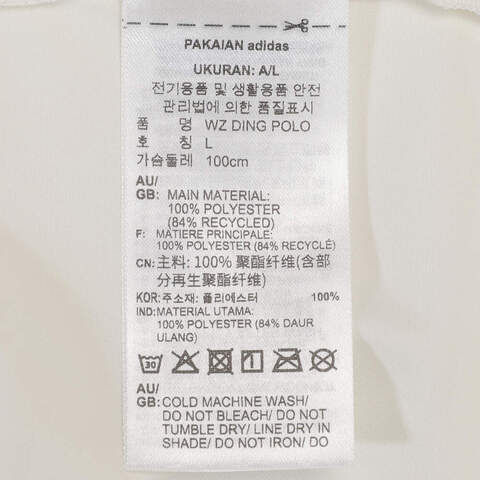 PAKAIAN adidas
UKURAN: A/L
전기용품 및 생활용품 안전
관리법에 의한 품질표시
품 명 WZ DING POLO
호 칭 L
가슴둘레 100cm
AU/
GB: MAIN MATERIAL:
100% POLYESTER
(84% RECYCLED)
F: MATIERE PRINCIPALE:
100% POLYESTER (84% RECYCLÉ)
CN: 主料: 100% 聚酯纤维(含部
分再生聚酯纤维)
KOR: 주소재: 폴리에스터 100%
IND: MATERIAL UTAMA:
100% POLYESTER (84% DAUR
ULANG)
30
AU/
GB: COLD MACHINE WASH/
DO NOT BLEACH/ DO NOT
TUMBLE DRY/ LINE DRY IN
SHADE/ DO NOT IRON/ DO